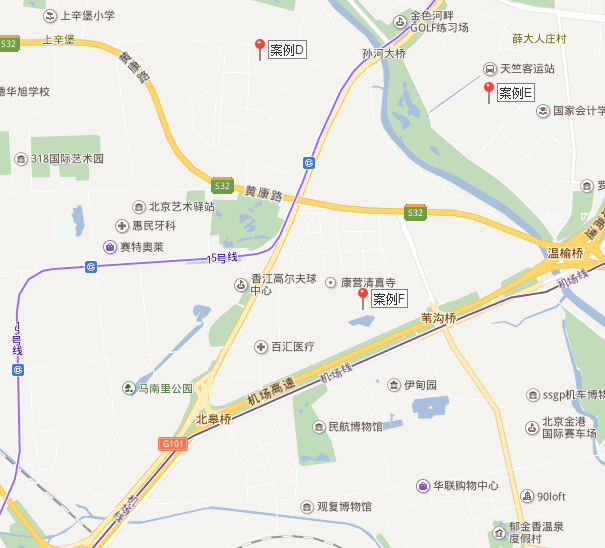 上辛堡小学
金色河畔
GOLF练习场
S32
上辛堡
案例D
孙河大桥
薛大人庄村
黄康路
天竺客运站
德华旭学校
案例E
国家会计学
318国际艺术园
S32
黄康路
罗
北京艺术驿站
S32
惠民牙科
高速
赛特奥莱
15号线
温榆桥
香江高尔夫球
中心
康营清真寺
机场线
案例F
苇沟桥
15号线
百汇医疗
机场线
马南里公园
机场高速
伊甸园
ssgp机车博物
北皋桥
民航博物馆
北京金港
国际赛车场
G101
华联购物中心
90loft
机场线
观复博物馆
郁金香温泉
度假村